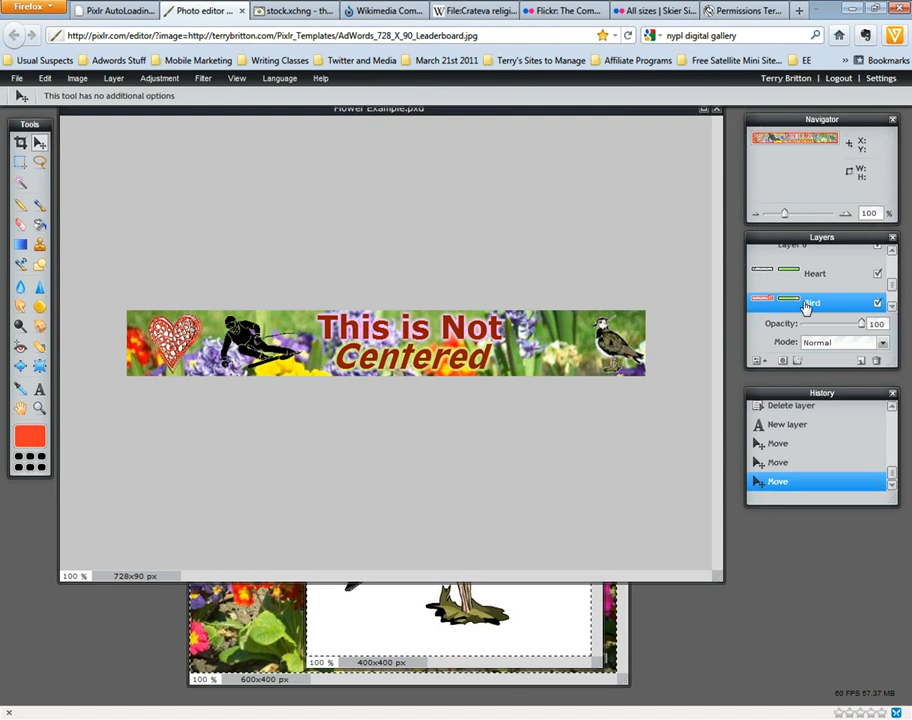 Firefox
Pixlr AutoLoadin...
Photo editor ...
stock.xchng - th...
Wikimedia Com...
File:Crateva religi...
Flickr: The Com...
All sizes | Skier Si...
Permissions Ter...
http://pixlr.com/editor/?image=http://terrybritton.com/Pixlr_Templates/AdWords_728_X_90_Leaderboard.jpg
nypl digital gallery
Usual Suspects
Adwords Stuff
Mobile Marketing
Writing Classes
Twitter and Media
March 21st 2011
Terry's Sites to Manage
Affiliate Programs
Free Satellite Mini Site...
EE
Bookmarks
File Edit Image Layer Adjustment Filter View Language Help
Terry Britton Logout Settings
This tool has no additional options
Flower Example.pxd
Tools
Navigator
X:
Y:
W:
H:
100 %
Layers
Heart
Bird
Opacity: 100
Mode: Normal
History
Delete layer
New layer
Move
Move
Move
This is Not
Centered
100 % 728x90 px
100 % 400x400 px
100 % 600x400 px
60 FPS 67.37 MB